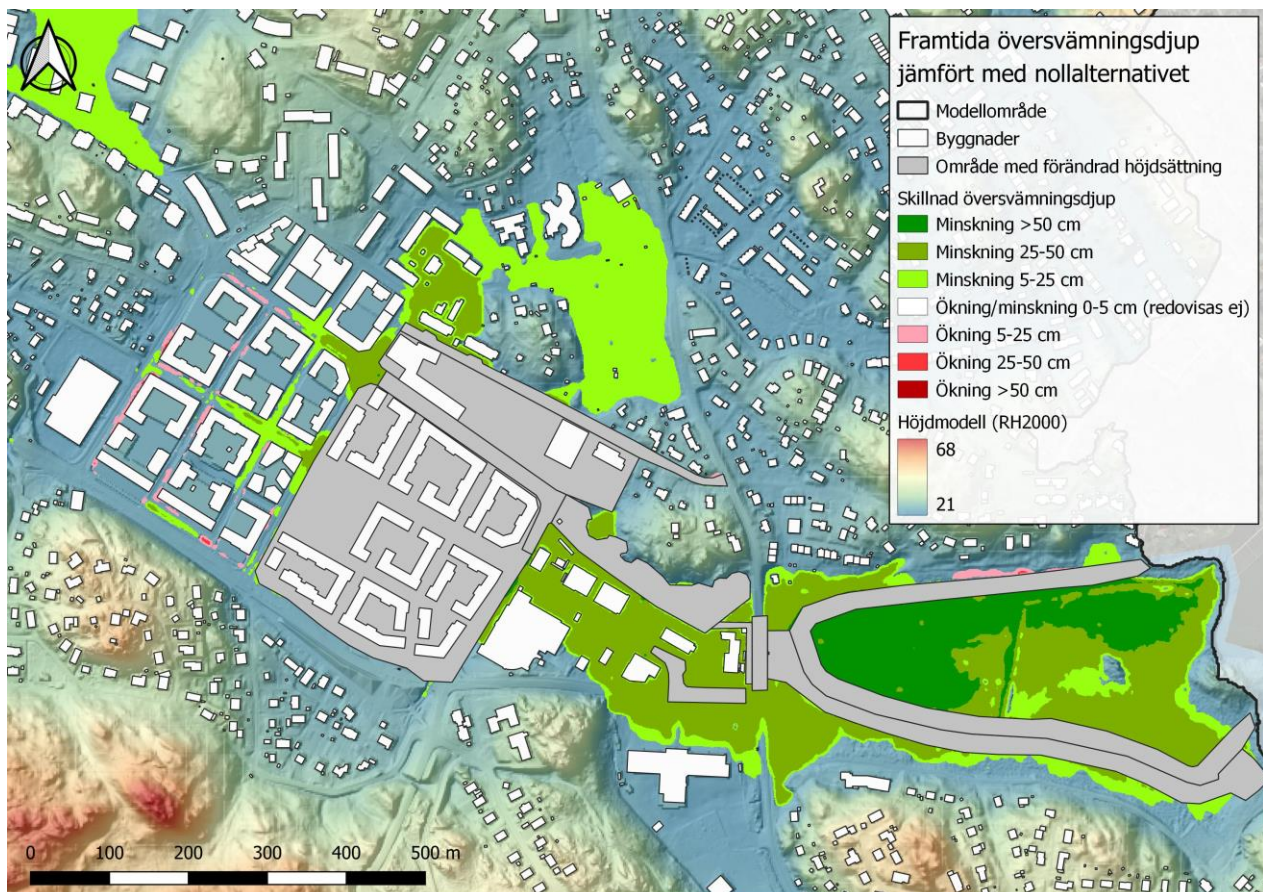 Framtida översvämningsdjup
jämfört med nollalternativet
Modellområde
Byggnader
Område med förändrad höjdsättning
Skillnad översvämningsdjup
Minskning >50 cm
Minskning 25-50 cm
Minskning 5-25 cm
Ökning/minskning 0-5 cm (redovisas ej)
Ökning 5-25 cm
Ökning 25-50 cm
Ökning >50 cm
Höjdmodell (RH2000)
68
21
0 100 200 300 400 500 m